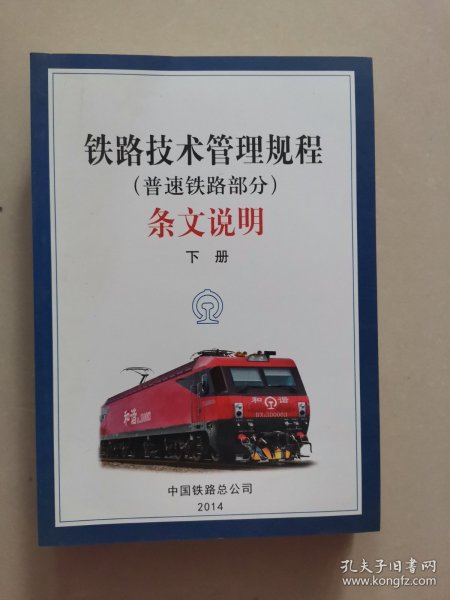 铁路技术管理规程
(普速铁路部分)
条文说明
下 册
和谐
和谐
中国铁路总公司
2014
孔夫子旧书网
www.kongfz.com